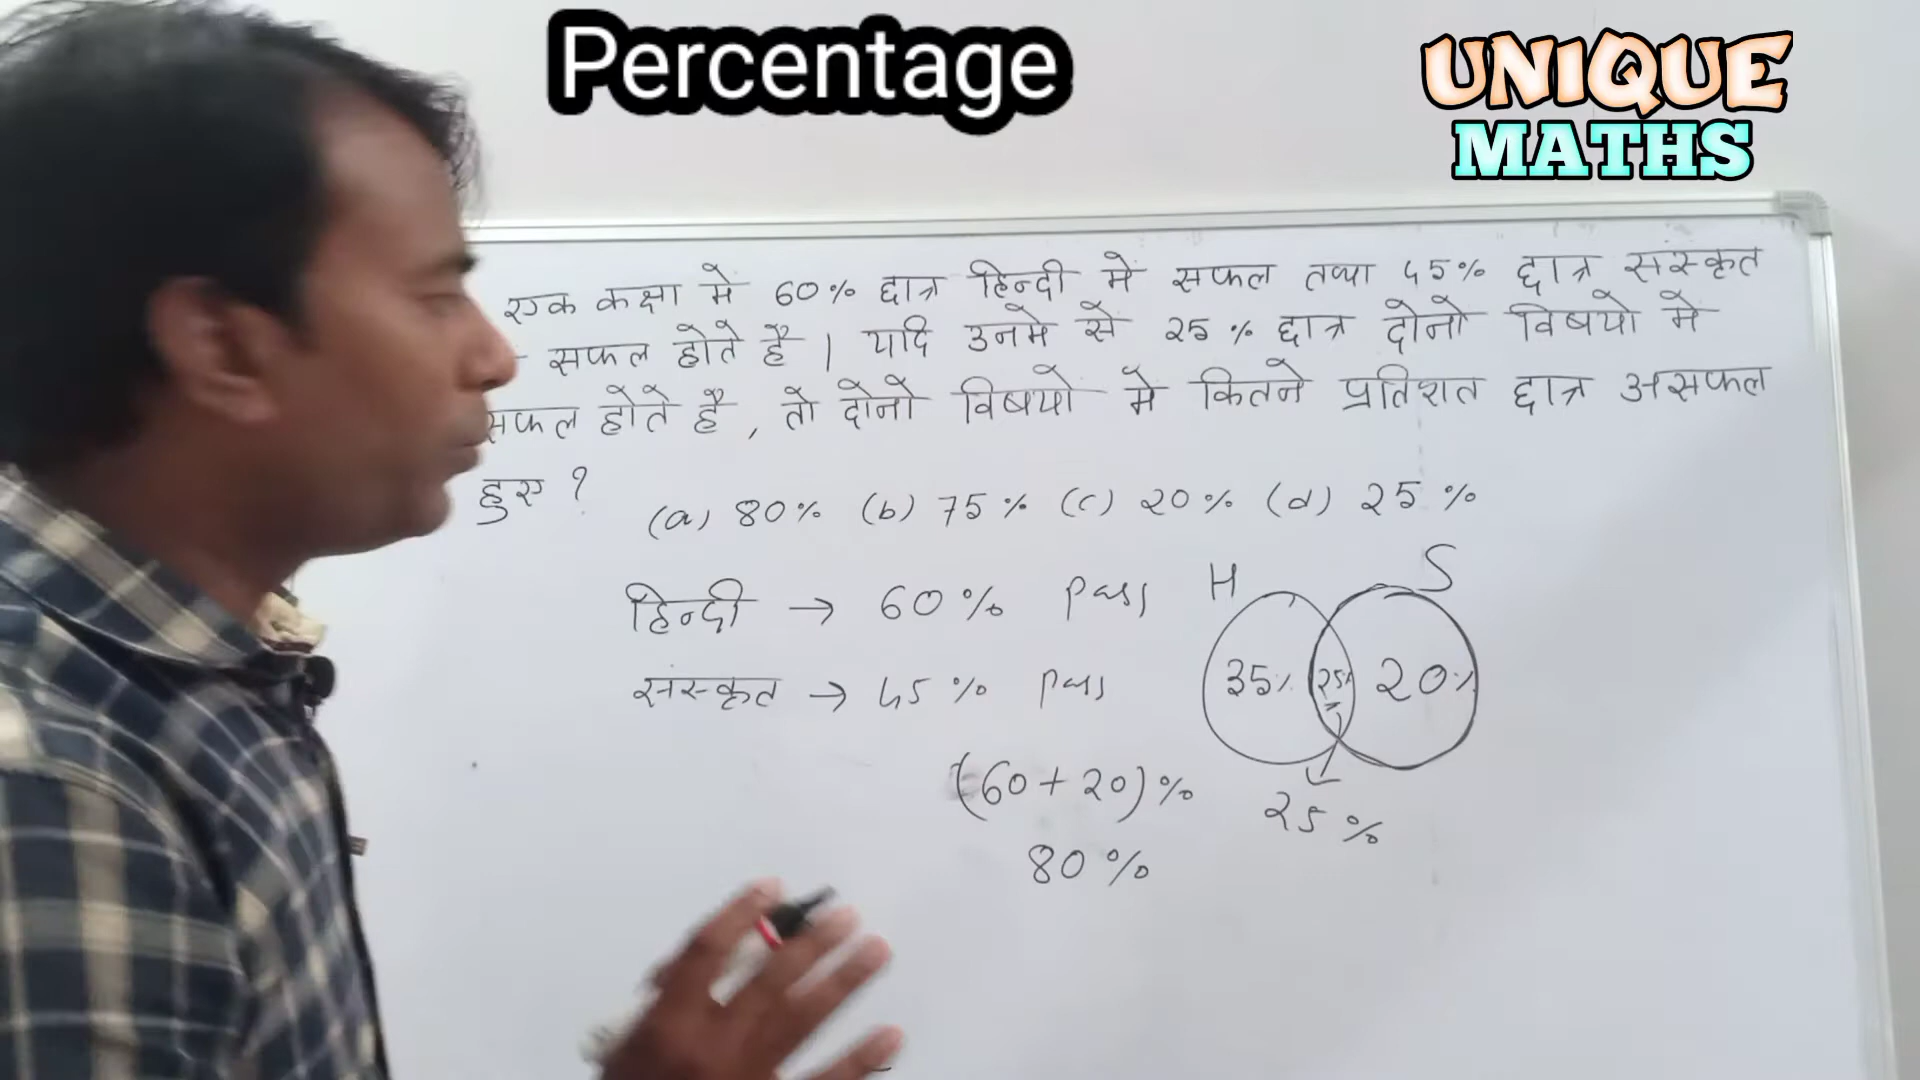 Percentage
UNIQUE
MATHS
एक कक्षा मे 60% छात्र हिन्दी मे सफल तथा 45% छात्र संस्कृत
सफल होते है | यदि उनमे से 25% छात्र दोनो विषयो मे
सफल होते है, तो दोनो विषयो मे कितने प्रतिशत छात्र असफल
हुए ?
(a) 80% (b) 75% (c) 20% (d) 25%
H S
हिन्दी → 60% pass
35% 25% 20%
संस्कृत → 45% pass
(60+20)%
25%
80%